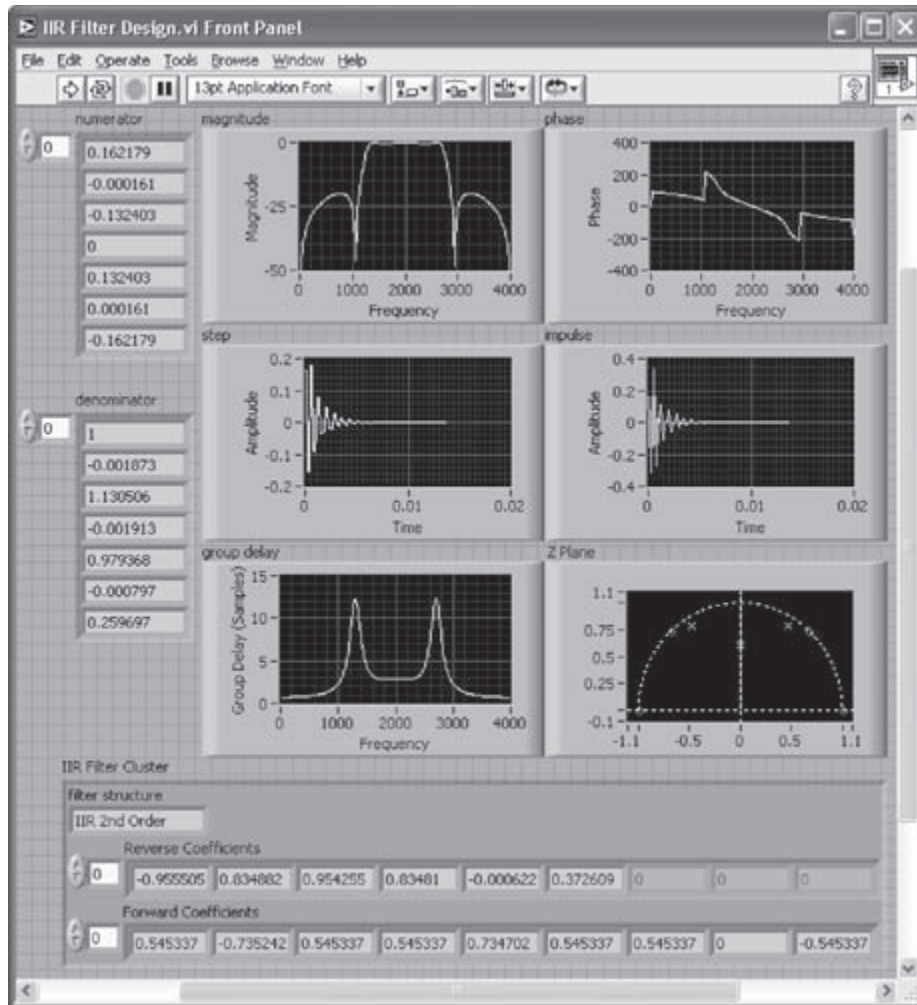 IIR Filter Design.vi Front Panel
File Edit Operate Tools Browse Window Help
13pt Application Font
1
numerator
0
0.162179
-0.000161
-0.132403
0
0.132403
0.000161
-0.162179
magnitude
Magnitude
0
-25
-50
0 1000 2000 3000 4000
Frequency
phase
Phase
400
200
0
-200
-400
0 1000 2000 3000 4000
Frequency
denominator
0
1
-0.001873
1.130506
-0.001913
0.979368
-0.000797
0.259697
step
Amplitude
0.2
0.1
0
-0.1
-0.2
0 0.01 0.02
Time
impulse
Amplitude
0.4
0.2
0
-0.2
-0.4
0 0.01 0.02
Time
group delay
Group Delay (Samples)
15
10
5
0
0 1000 2000 3000 4000
Frequency
Z Plane
1.1
0.75
0.5
0.25
-0.1
-1.1 -0.5 0 0.5 1.1
IIR Filter Cluster
filter structure
IIR 2nd Order
Reverse Coefficients
0 -0.955505 0.834882 0.954255 0.83481 -0.000622 0.372609 0 0 0
Forward Coefficients
0 0.545337 -0.735242 0.545337 0.545337 0.734702 0.545337 0.545337 0 -0.545337